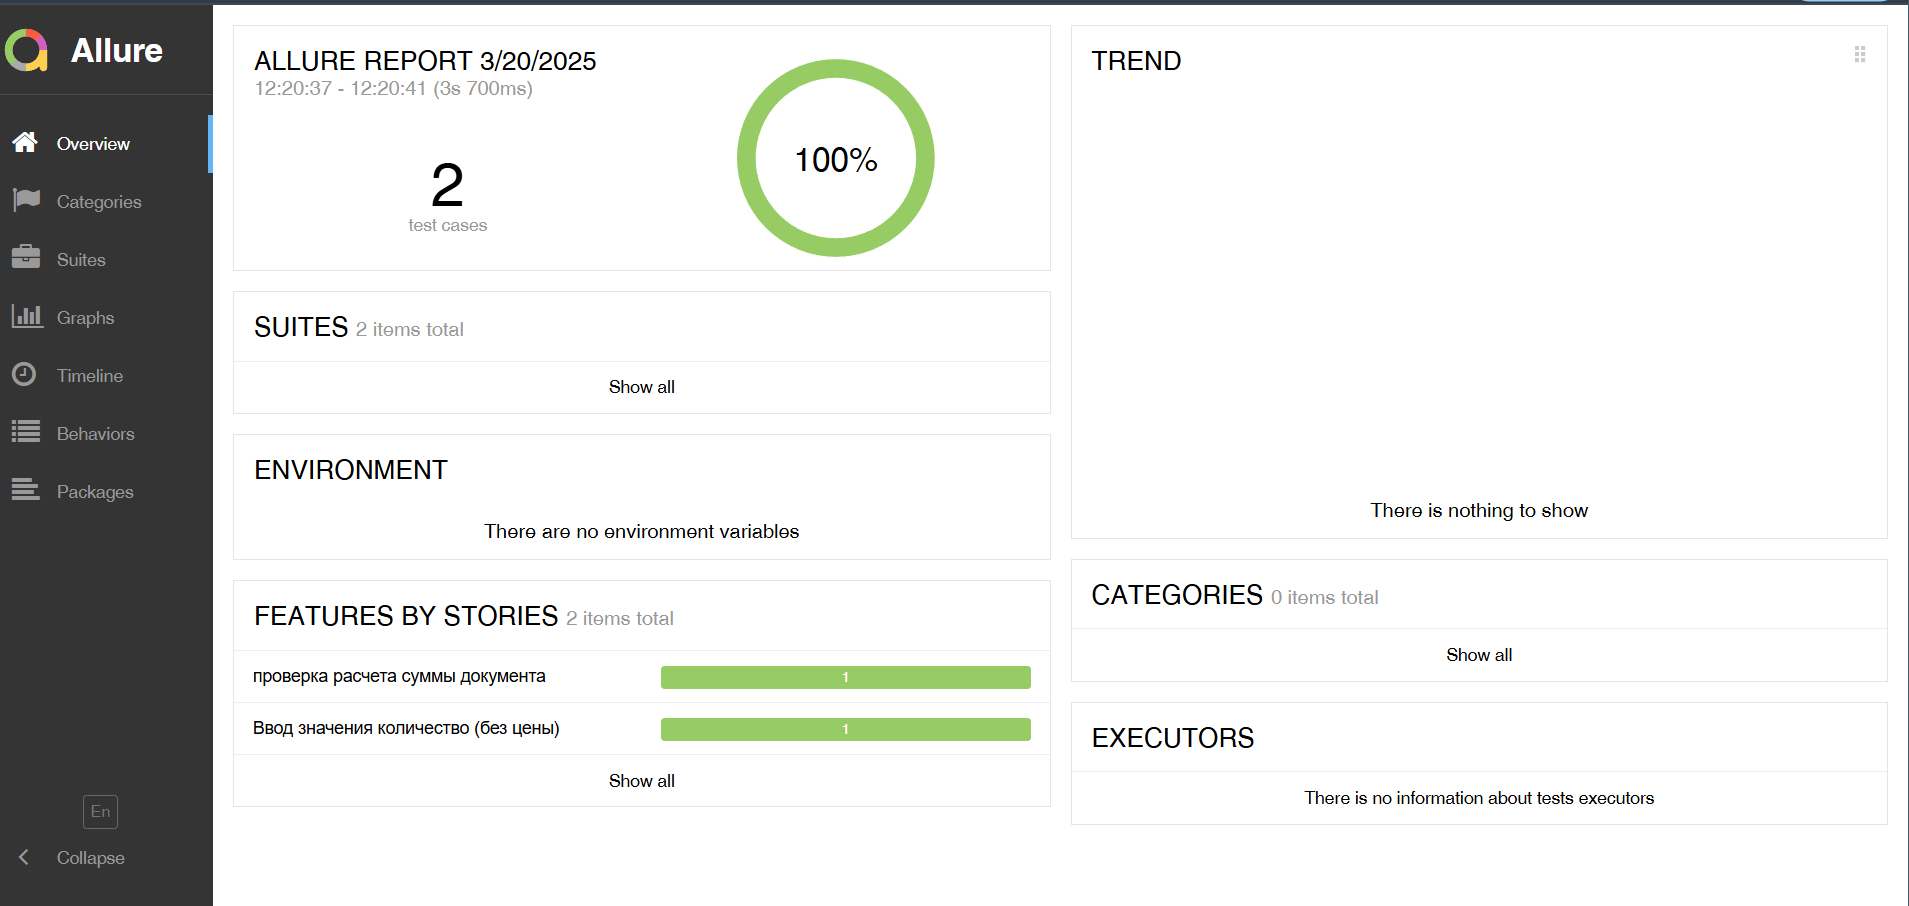 Allure
Overview
Categories
Suites
Graphs
Timeline
Behaviors
Packages
En
Collapse
ALLURE REPORT 3/20/2025
12:20:37 - 12:20:41 (3s 700ms)
2
test cases
100%
SUITES 2 items total
Show all
ENVIRONMENT
There are no environment variables
FEATURES BY STORIES 2 items total
проверка расчета суммы документа 1
Ввод значения количество (без цены) 1
Show all
TREND
There is nothing to show
CATEGORIES 0 items total
Show all
EXECUTORS
There is no information about tests executors